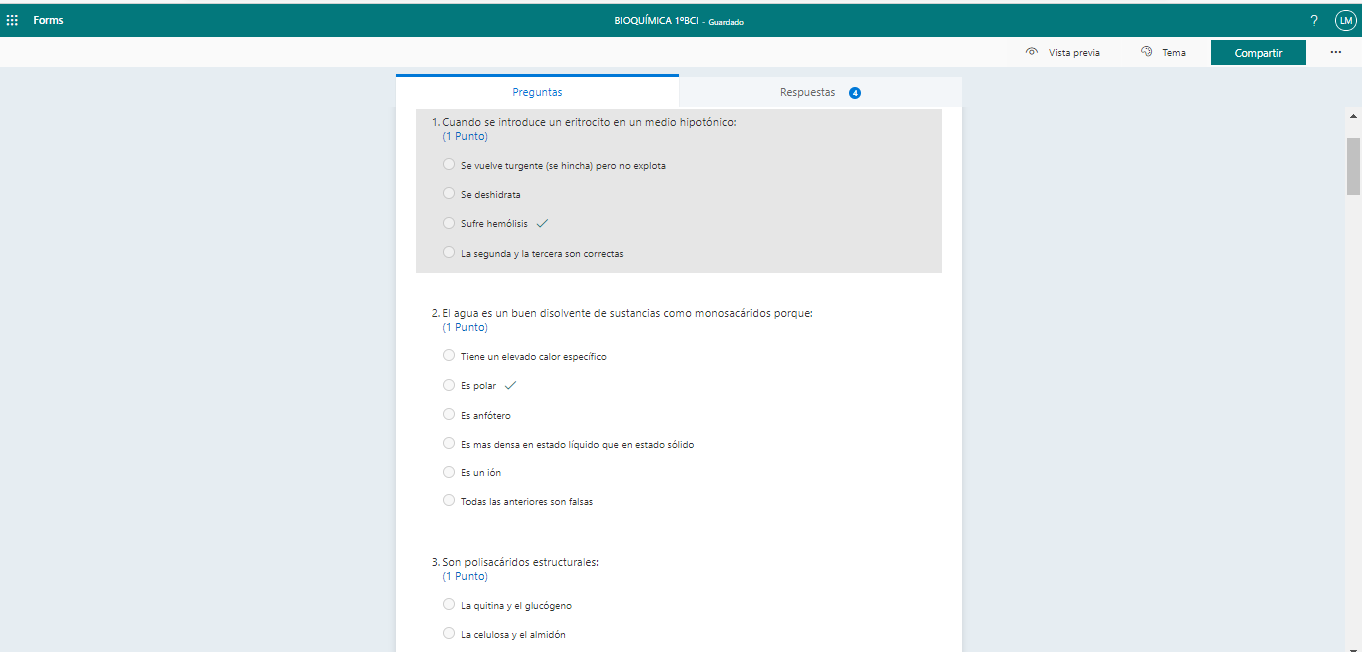 Forms
BIOQUÍMICA 1ºBCI - Guardado
?
LM
Vista previa
Tema
Compartir
...
Preguntas
Respuestas 4
1. Cuando se introduce un eritrocito en un medio hipotónico:
(1 Punto)
Se vuelve turgente (se hincha) pero no explota
Se deshidrata
Sufre hemólisis
La segunda y la tercera son correctas
2. El agua es un buen disolvente de sustancias como monosacáridos porque:
(1 Punto)
Tiene un elevado calor específico
Es polar
Es anfótero
Es mas densa en estado líquido que en estado sólido
Es un ión
Todas las anteriores son falsas
3. Son polisacáridos estructurales:
(1 Punto)
La quitina y el glucógeno
La celulosa y el almidón